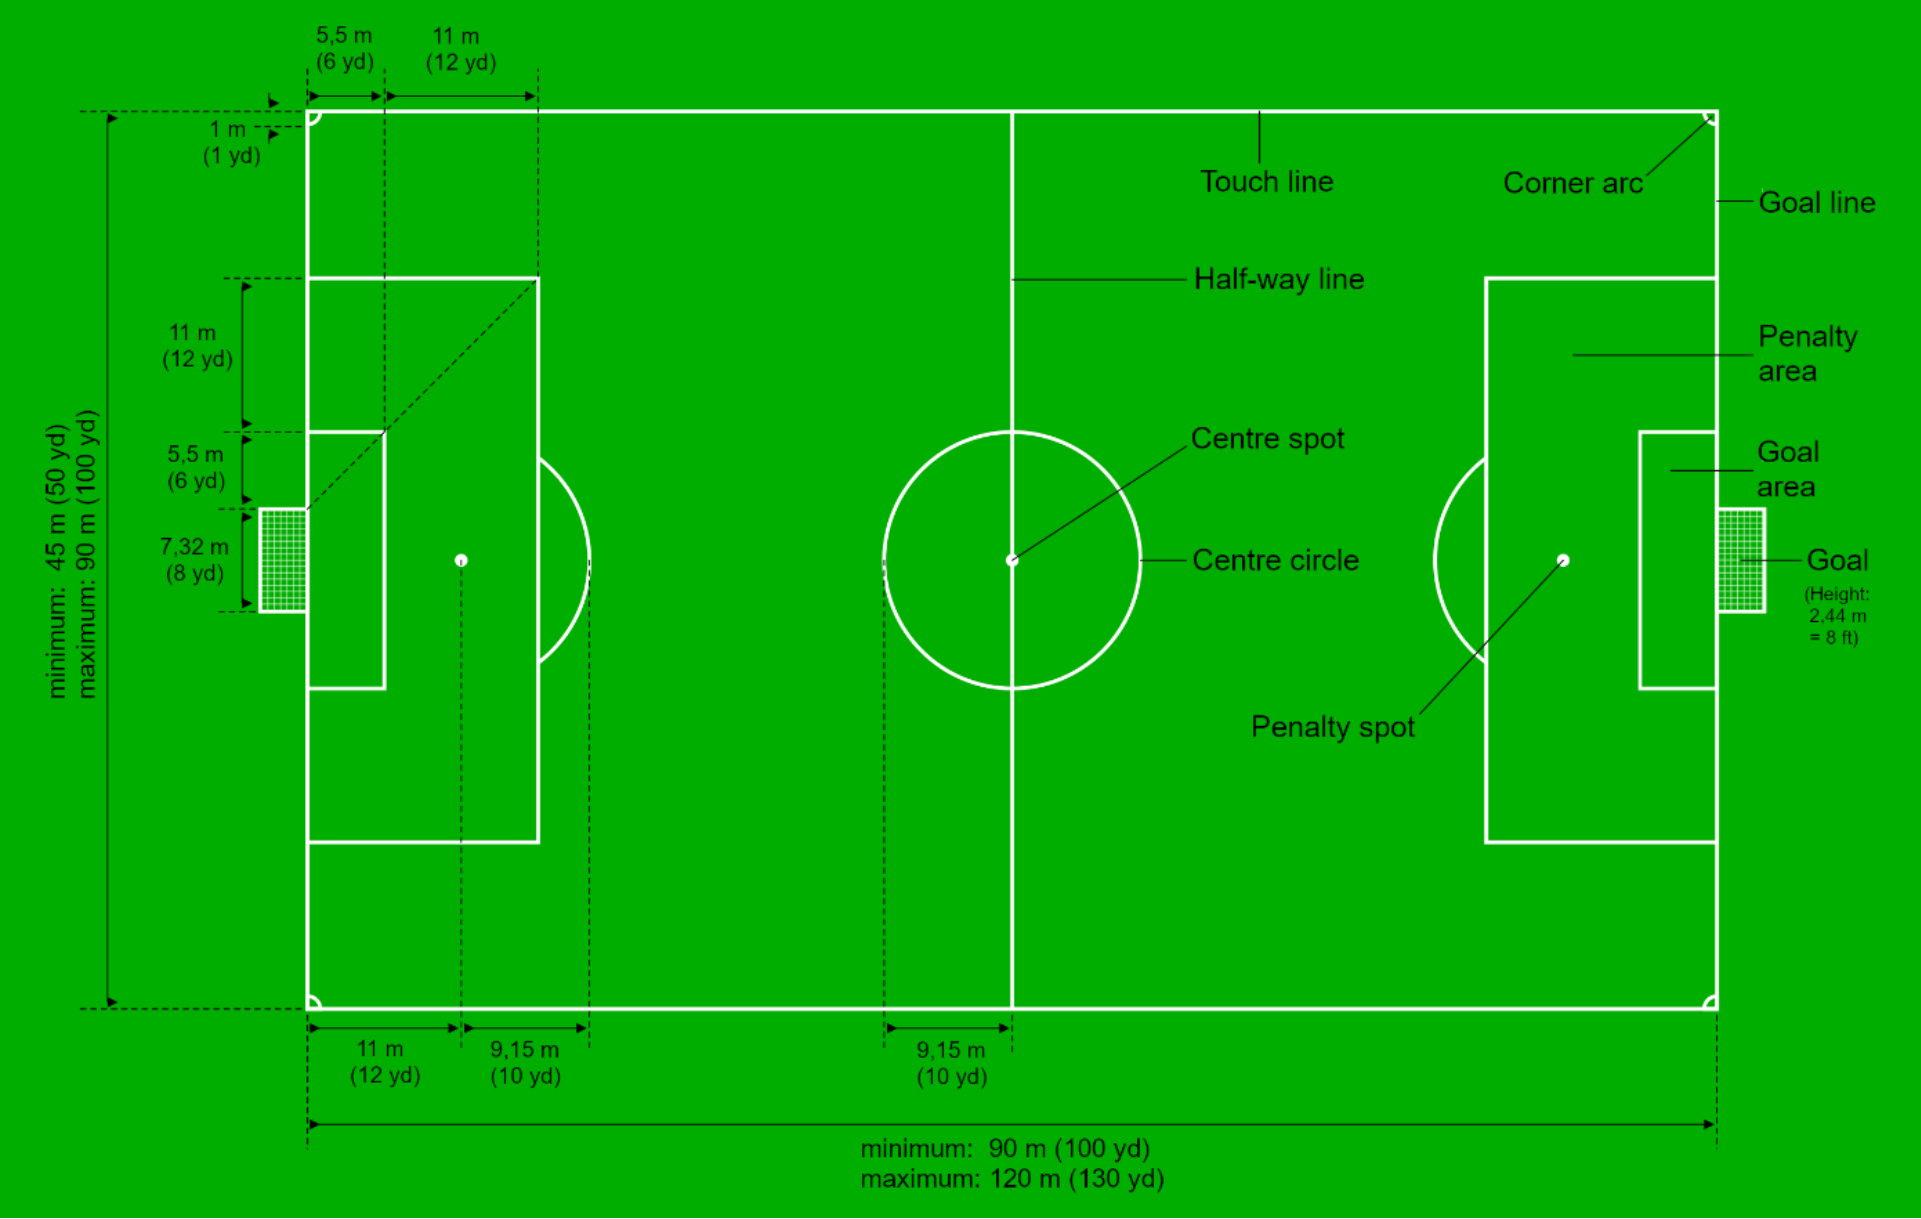 5,5 m
(6 yd)
11 m
(12 yd)
1 m
(1 yd)
Touch line
Corner arc
Goal line
Half-way line
11 m
(12 yd)
Penalty
area
Centre spot
5,5 m
(6 yd)
Goal
area
minimum: 45 m (50 yd)
maximum: 90 m (100 yd)
7,32 m
(8 yd)
Centre circle
Goal
(Height:
2,44 m
= 8 ft)
Penalty spot
11 m
(12 yd)
9,15 m
(10 yd)
9,15 m
(10 yd)
minimum: 90 m (100 yd)
maximum: 120 m (130 yd)